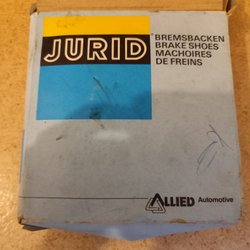 JURID
BREMSBACKEN
BRAKE SHOES
MACHOIRES
DE FREINS
ALLIED Automotive